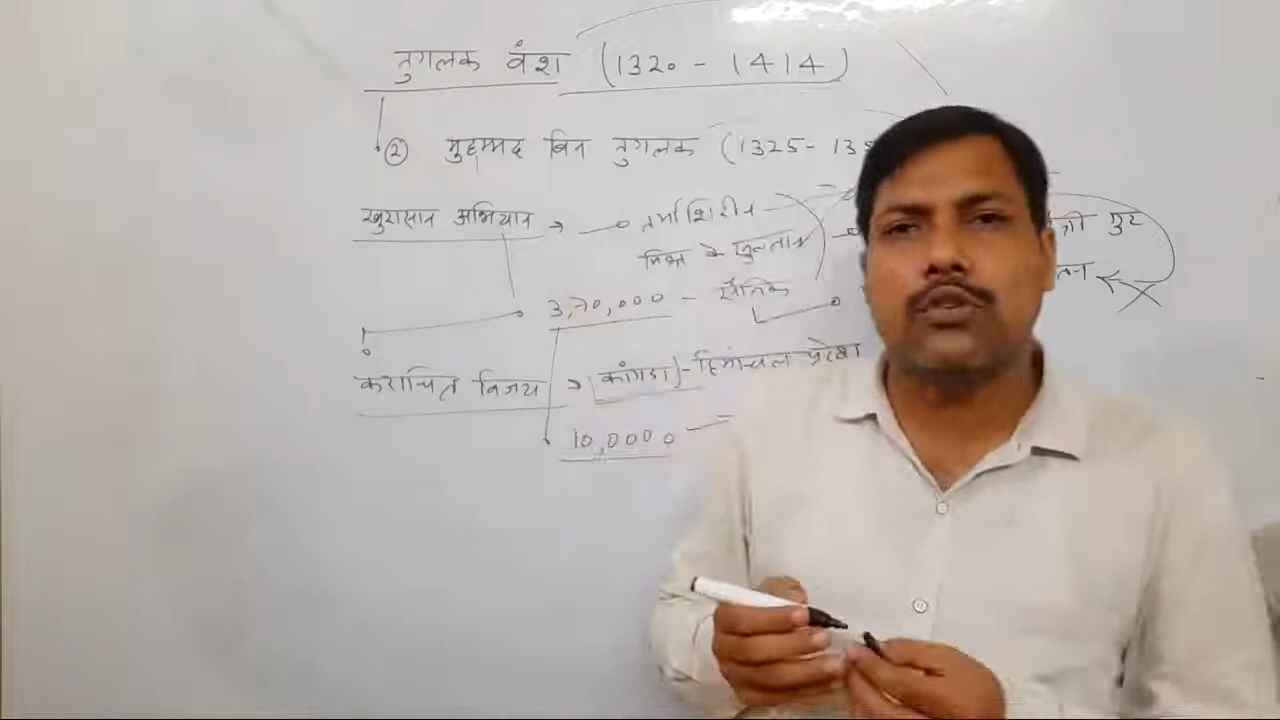 तुगलक वंश (1320 - 1414)
② मुहम्मद बिन तुगलक (1325 - 13
खुरासान अभियान → तर्माशिरीन
मिश्र के सुल्तान
3,70,000 - सैनिक
कराचिल विजय → (कांगडा) - हिमांचल प्रदेश
10,0000